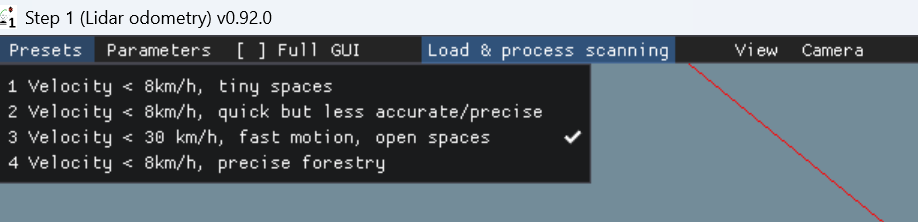 1 Step 1 (Lidar odometry) v0.92.0
Presets Parameters [ ] Full GUI Load & process scanning View Camera
1 Velocity < 8km/h, tiny spaces
2 Velocity < 8km/h, quick but less accurate/precise
3 Velocity < 30 km/h, fast motion, open spaces
4 Velocity < 8km/h, precise forestry